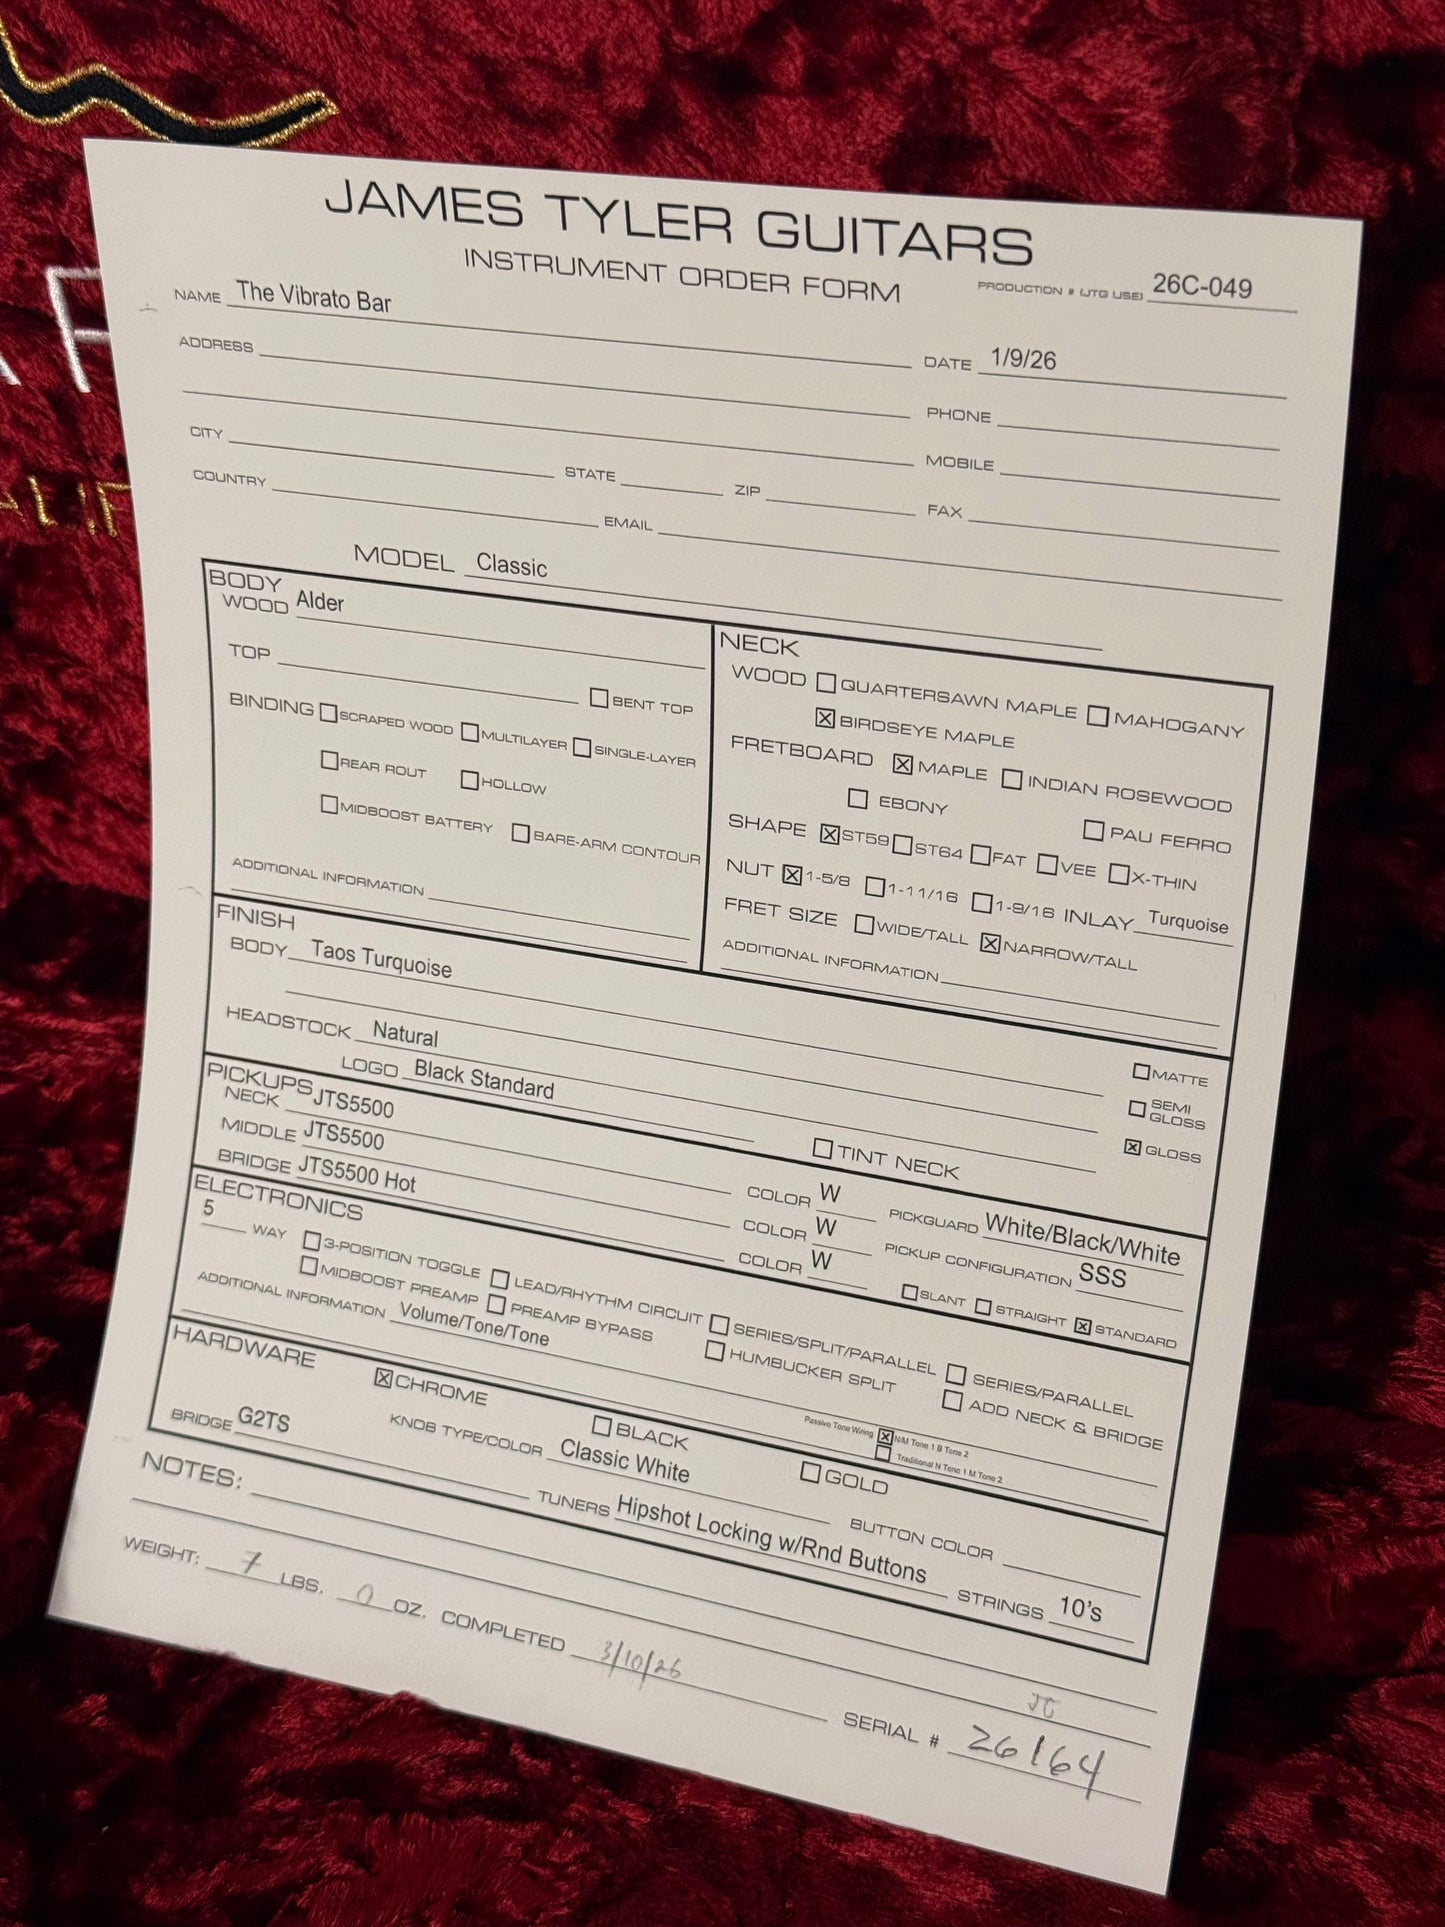 JAMES TYLER GUITARS
INSTRUMENT ORDER FORM
PRODUCTION # (JTG USE) 26C-049
NAME The Vibrato Bar
ADDRESS
DATE 1/9/26
PHONE
CITY
MOBILE
STATE
ZIP
FAX
COUNTRY
EMAIL
MODEL Classic
BODY
WOOD Alder
TOP
BENT TOP
BINDING SCRAPED WOOD MULTILAYER SINGLE-LAYER
REAR ROUT HOLLOW
MIDBOOST BATTERY BARE-ARM CONTOUR
ADDITIONAL INFORMATION
NECK
WOOD QUARTERSAWN MAPLE MAHOGANY
☒ BIRDSEYE MAPLE
FRETBOARD ☒ MAPLE INDIAN ROSEWOOD
EBONY PAU FERRO
SHAPE ☒ ST59 ST64 FAT VEE X-THIN
NUT ☒ 1-5/8 1-11/16 1-9/16 INLAY Turquoise
FRET SIZE WIDE/TALL ☒ NARROW/TALL
ADDITIONAL INFORMATION
FINISH
BODY Taos Turquoise
HEADSTOCK Natural
LOGO Black Standard
TINT NECK
MATTE
SEMI
GLOSS
☒ GLOSS
PICKUPS
NECK JTS5500 COLOR W PICKGUARD White/Black/White
MIDDLE JTS5500 COLOR W PICKUP CONFIGURATION SSS
BRIDGE JTS5500 Hot COLOR W SLANT STRAIGHT ☒ STANDARD
ELECTRONICS
5 WAY 3-POSITION TOGGLE LEAD/RHYTHM CIRCUIT SERIES/SPLIT/PARALLEL SERIES/PARALLEL
MIDBOOST PREAMP PREAMP BYPASS HUMBUCKER SPLIT ADD NECK & BRIDGE
ADDITIONAL INFORMATION Volume/Tone/Tone
Passive Tone Wiring ☒ N/M Tone 1 B Tone 2
Traditional N Tone 1 M Tone 2
HARDWARE
☒ CHROME BLACK GOLD
BRIDGE G2TS KNOB TYPE/COLOR Classic White BUTTON COLOR
TUNERS Hipshot Locking w/Rnd Buttons STRINGS 10's
NOTES:
WEIGHT: 7 LBS. 0 OZ. COMPLETED 3/10/26
JC
SERIAL # 26164